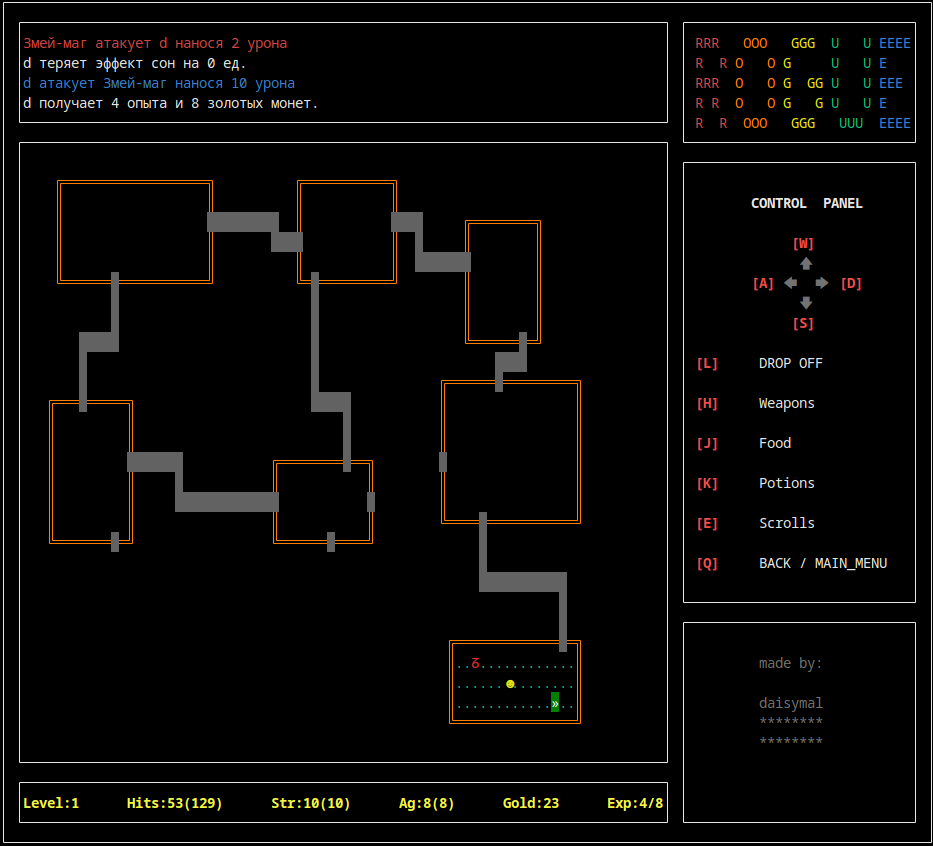 Змей-маг атакует d нанося 2 урона
d теряет эффект сон на 0 ед.
d атакует Змей-маг нанося 10 урона
d получает 4 опыта и 8 золотых монет.
RRR   OOO   GGG  U   U EEEE
R  R O   O G     U   U E
RRR  O   O G  GG U   U EEE
R R  O   O G   G U   U E
R  R  OOO   GGG   UUU  EEEE
CONTROL PANEL
[W]
[A] [D]
[S]
[L] DROP OFF
[H] Weapons
[J] Food
[K] Potions
[E] Scrolls
[Q] BACK / MAIN_MENU
made by:
daisymal
********
********
Level:1 Hits:53(129) Str:10(10) Ag:8(8) Gold:23 Exp:4/8